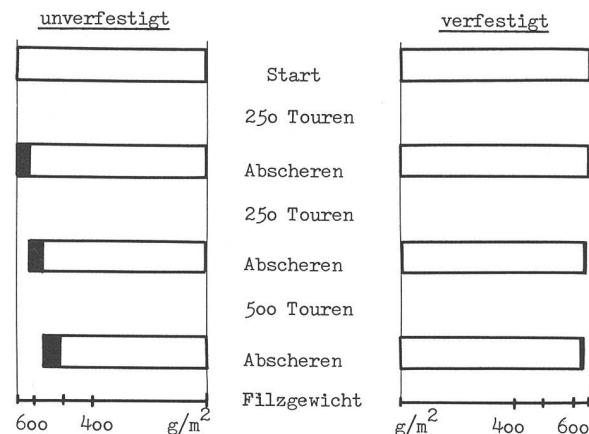 unverfestigt verfestigt
Start
250 Touren
Abscheren
250 Touren
Abscheren
500 Touren
Abscheren
Filzgewicht
600 400 g/m² g/m² 400 600